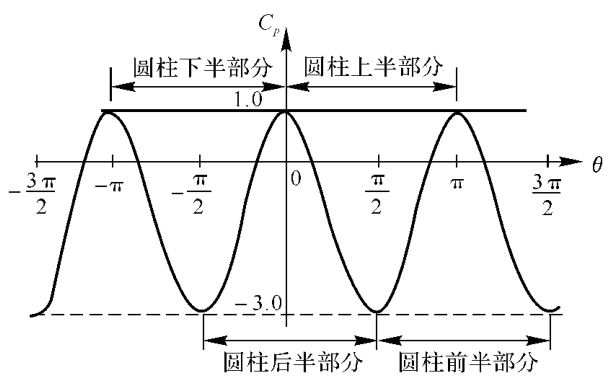 C_p
圆柱下半部分 圆柱上半部分
1.0
-3π/2 -π -π/2 0 π/2 π 3π/2 θ
-3.0
圆柱后半部分 圆柱前半部分